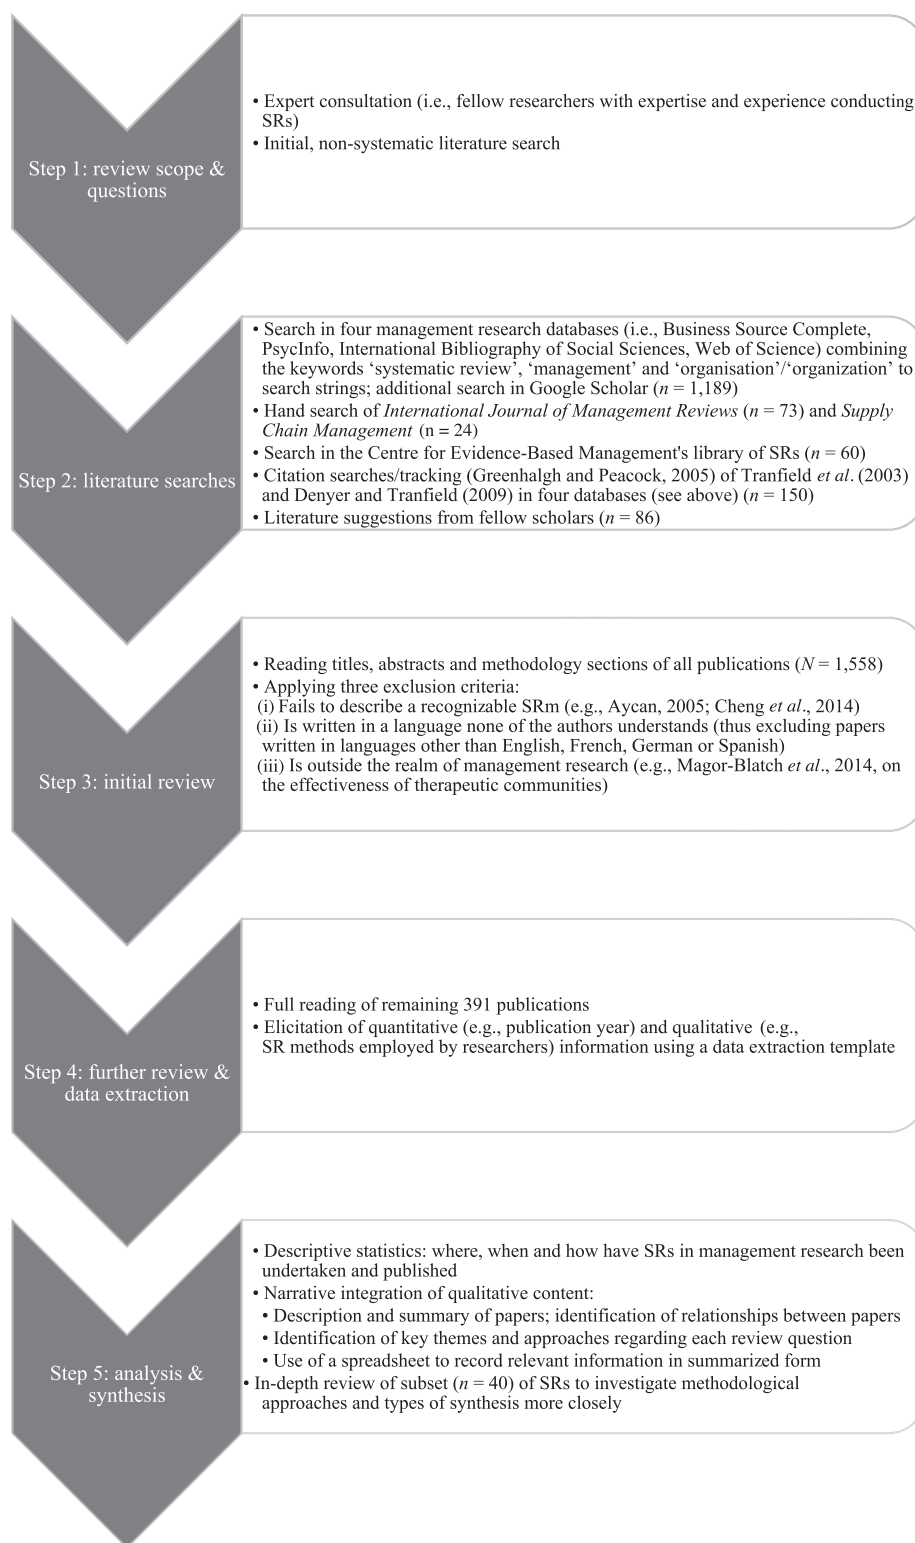 Step 1: review scope &
questions
• Expert consultation (i.e., fellow researchers with expertise and experience conducting
SRs)
• Initial, non-systematic literature search
Step 2: literature searches
• Search in four management research databases (i.e., Business Source Complete,
PsycInfo, International Bibliography of Social Sciences, Web of Science) combining
the keywords ‘systematic review’, ‘management’ and ‘organisation’/‘organization’ to
search strings; additional search in Google Scholar (n = 1,189)
• Hand search of International Journal of Management Reviews (n = 73) and Supply
Chain Management (n = 24)
• Search in the Centre for Evidence-Based Management's library of SRs (n = 60)
• Citation searches/tracking (Greenhalgh and Peacock, 2005) of Tranfield et al. (2003)
and Denyer and Tranfield (2009) in four databases (see above) (n = 150)
• Literature suggestions from fellow scholars (n = 86)
Step 3: initial review
• Reading titles, abstracts and methodology sections of all publications (N = 1,558)
• Applying three exclusion criteria:
(i) Fails to describe a recognizable SRm (e.g., Aycan, 2005; Cheng et al., 2014)
(ii) Is written in a language none of the authors understands (thus excluding papers
written in languages other than English, French, German or Spanish)
(iii) Is outside the realm of management research (e.g., Magor-Blatch et al., 2014, on
the effectiveness of therapeutic communities)
Step 4: further review &
data extraction
• Full reading of remaining 391 publications
• Elicitation of quantitative (e.g., publication year) and qualitative (e.g.,
SR methods employed by researchers) information using a data extraction template
Step 5: analysis &
synthesis
• Descriptive statistics: where, when and how have SRs in management research been
undertaken and published
• Narrative integration of qualitative content:
• Description and summary of papers; identification of relationships between papers
• Identification of key themes and approaches regarding each review question
• Use of a spreadsheet to record relevant information in summarized form
• In-depth review of subset (n = 40) of SRs to investigate methodological
approaches and types of synthesis more closely